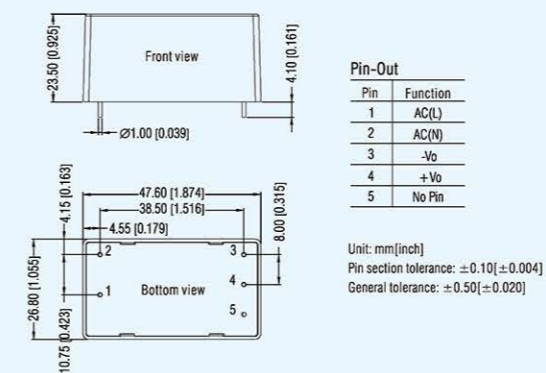 Front view
23.50 [0.925]
4.10 [0.161]
Ø1.00 [0.039]
47.60 [1.874]
38.50 [1.516]
4.55 [0.179]
4.15 [0.163]
8.00 [0.315]
26.80 [1.055]
10.75 [0.423]
2
3
1
4
5
Bottom view
Pin-Out
Pin Function
1 AC(L)
2 AC(N)
3 -Vo
4 +Vo
5 No Pin
Unit: mm[inch]
Pin section tolerance: ±0.10[±0.004]
General tolerance: ±0.50[±0.020]